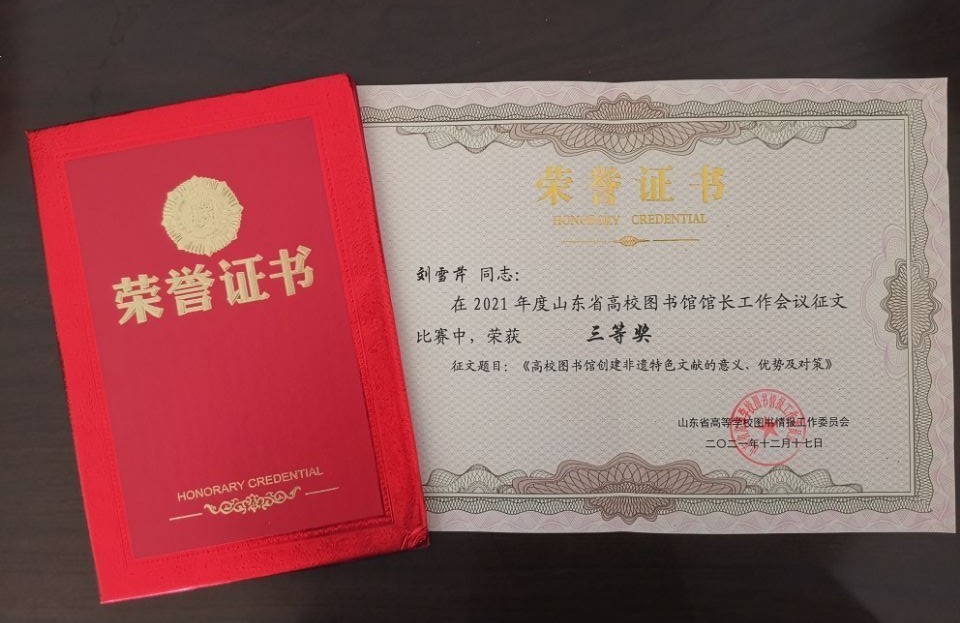 荣誉证书
HONORARY CREDENTIAL
荣誉证书
HONORARY CREDENTIAL
刘雪芹 同志：
在 2021 年度山东省高校图书馆馆长工作会议征文
比赛中，荣获 三等奖
征文题目：《高校图书馆创建非遗特色文献的意义、优势及对策》
山东省高等学校图书情报工作委员会
二〇二一年十二月十七日